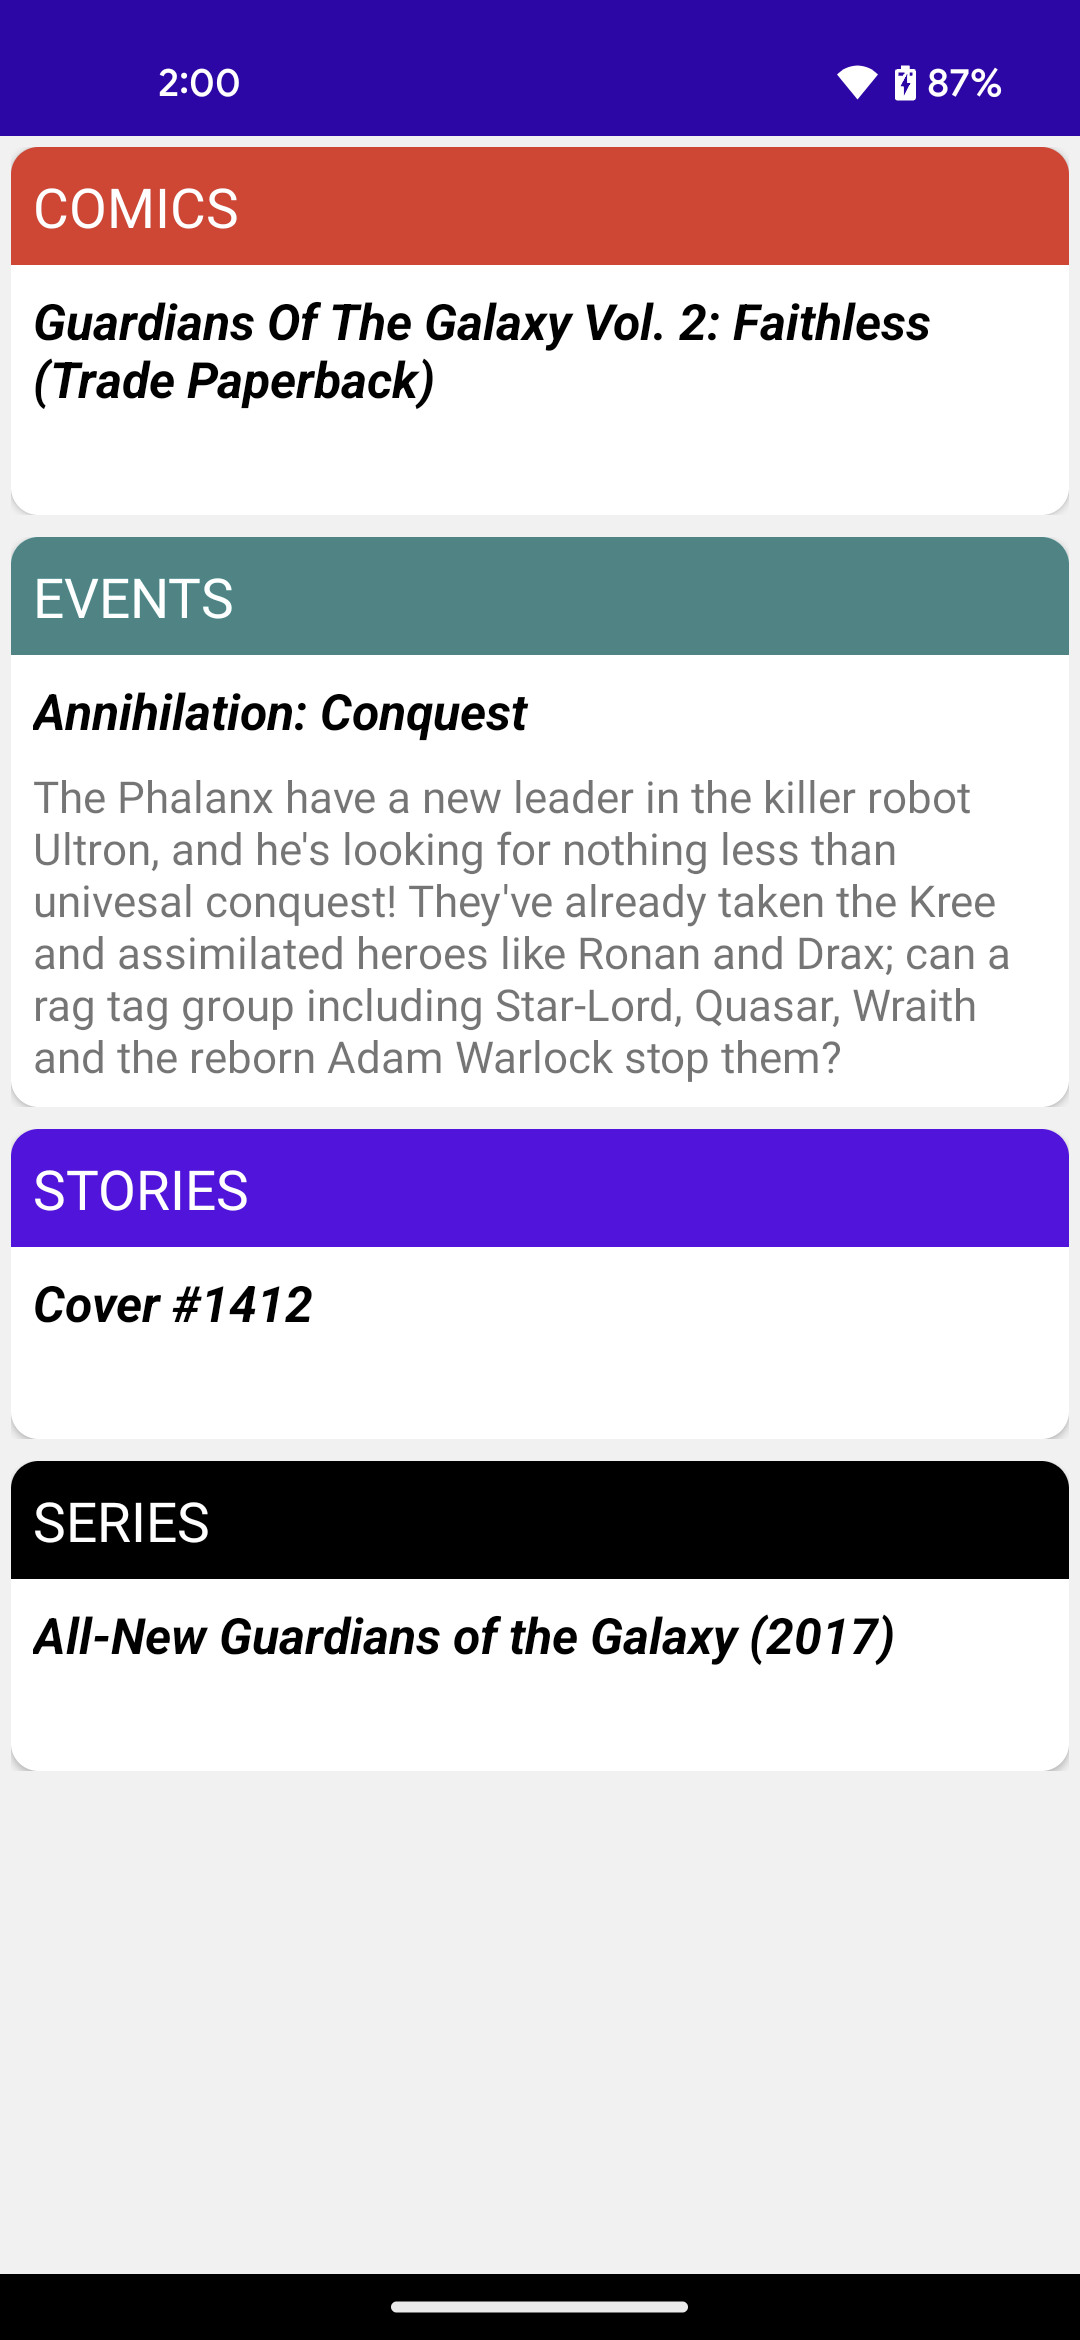 2:00
87%
COMICS
Guardians Of The Galaxy Vol. 2: Faithless
(Trade Paperback)
EVENTS
Annihilation: Conquest
The Phalanx have a new leader in the killer robot
Ultron, and he's looking for nothing less than
univesal conquest! They've already taken the Kree
and assimilated heroes like Ronan and Drax; can a
rag tag group including Star-Lord, Quasar, Wraith
and the reborn Adam Warlock stop them?
STORIES
Cover #1412
SERIES
All-New Guardians of the Galaxy (2017)